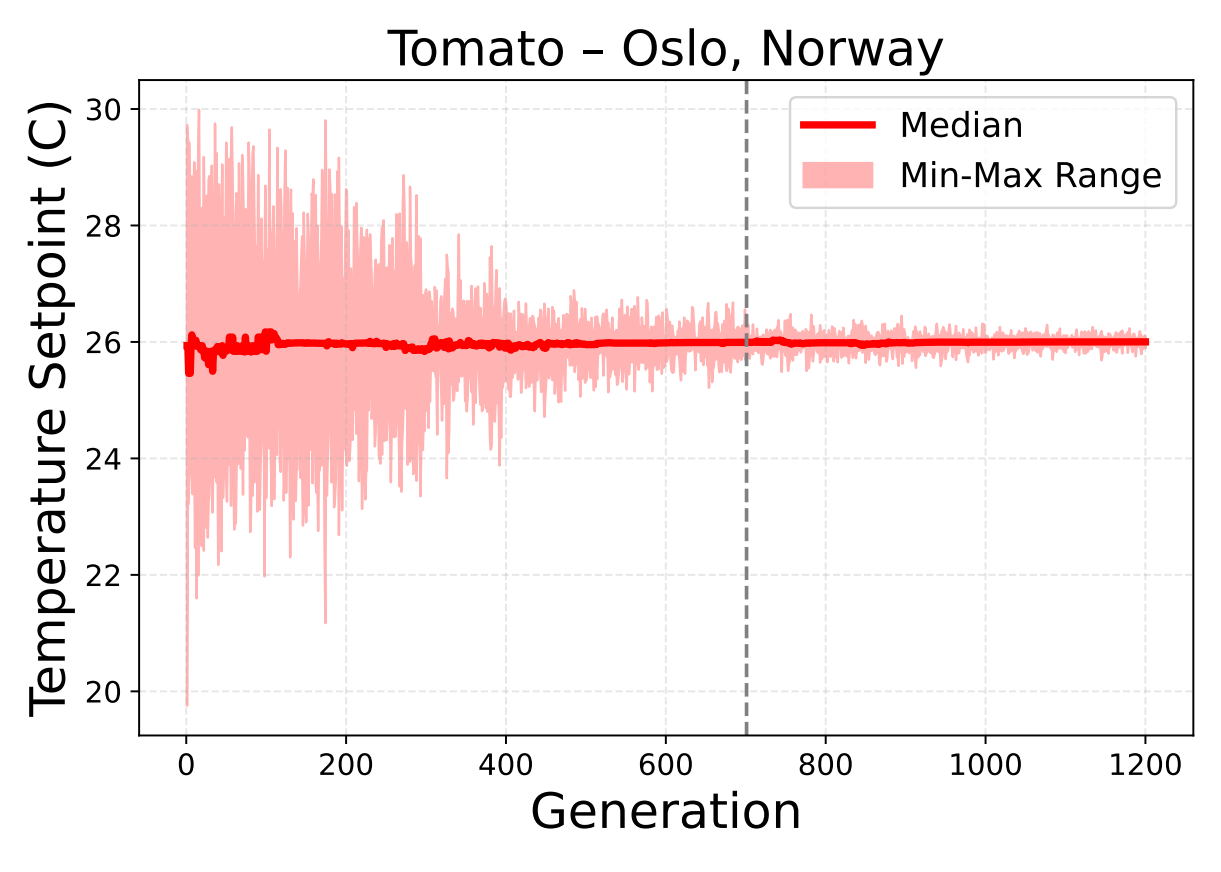 Tomato – Oslo, Norway
Temperature Setpoint (C)
30
28
26
24
22
20
Median
Min-Max Range
0 200 400 600 800 1000 1200
Generation